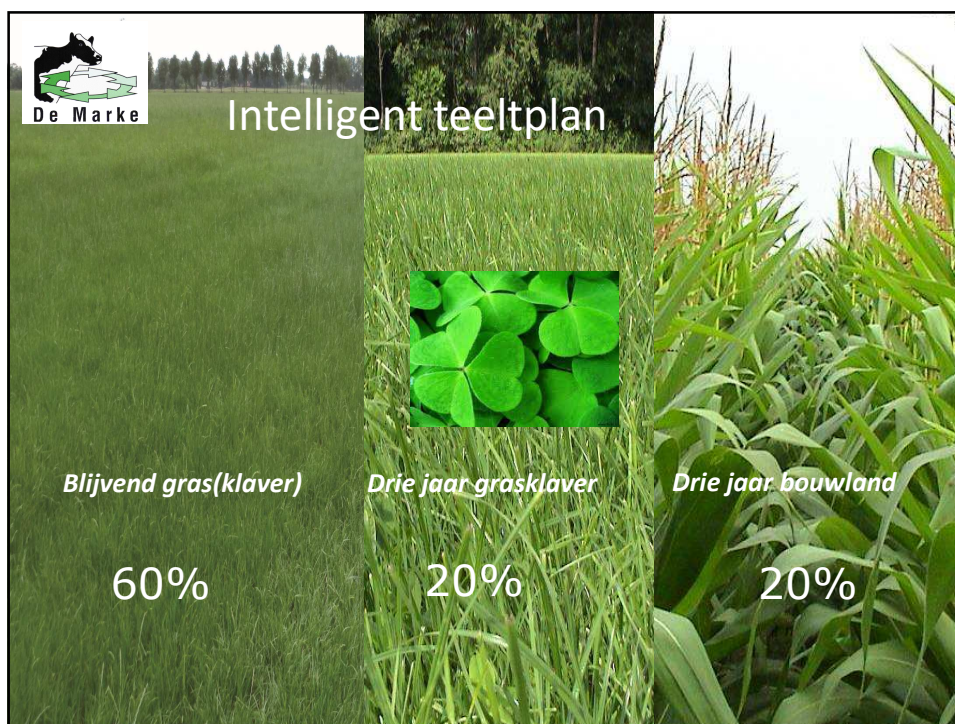 De Marke
Intelligent teeltplan
Blijvend gras(klaver)
Drie jaar grasklaver
Drie jaar bouwland
60%
20%
20%